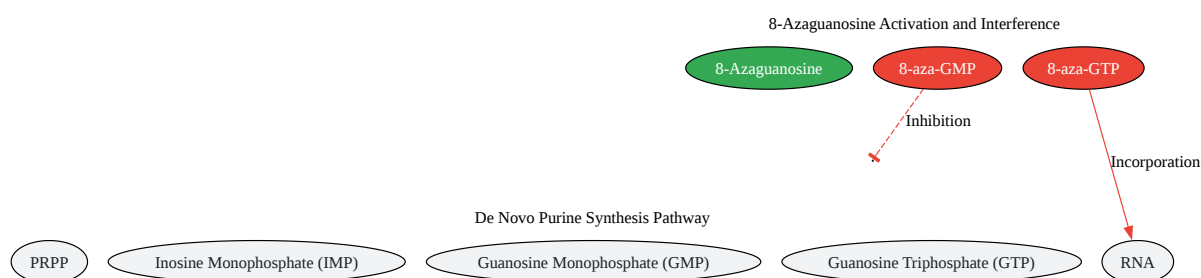 8-Azaguanosine Activation and Interference
8-Azaguanosine
8-aza-GMP
8-aza-GTP
Inhibition
Incorporation
De Novo Purine Synthesis Pathway
PRPP
Inosine Monophosphate (IMP)
Guanosine Monophosphate (GMP)
Guanosine Triphosphate (GTP)
RNA